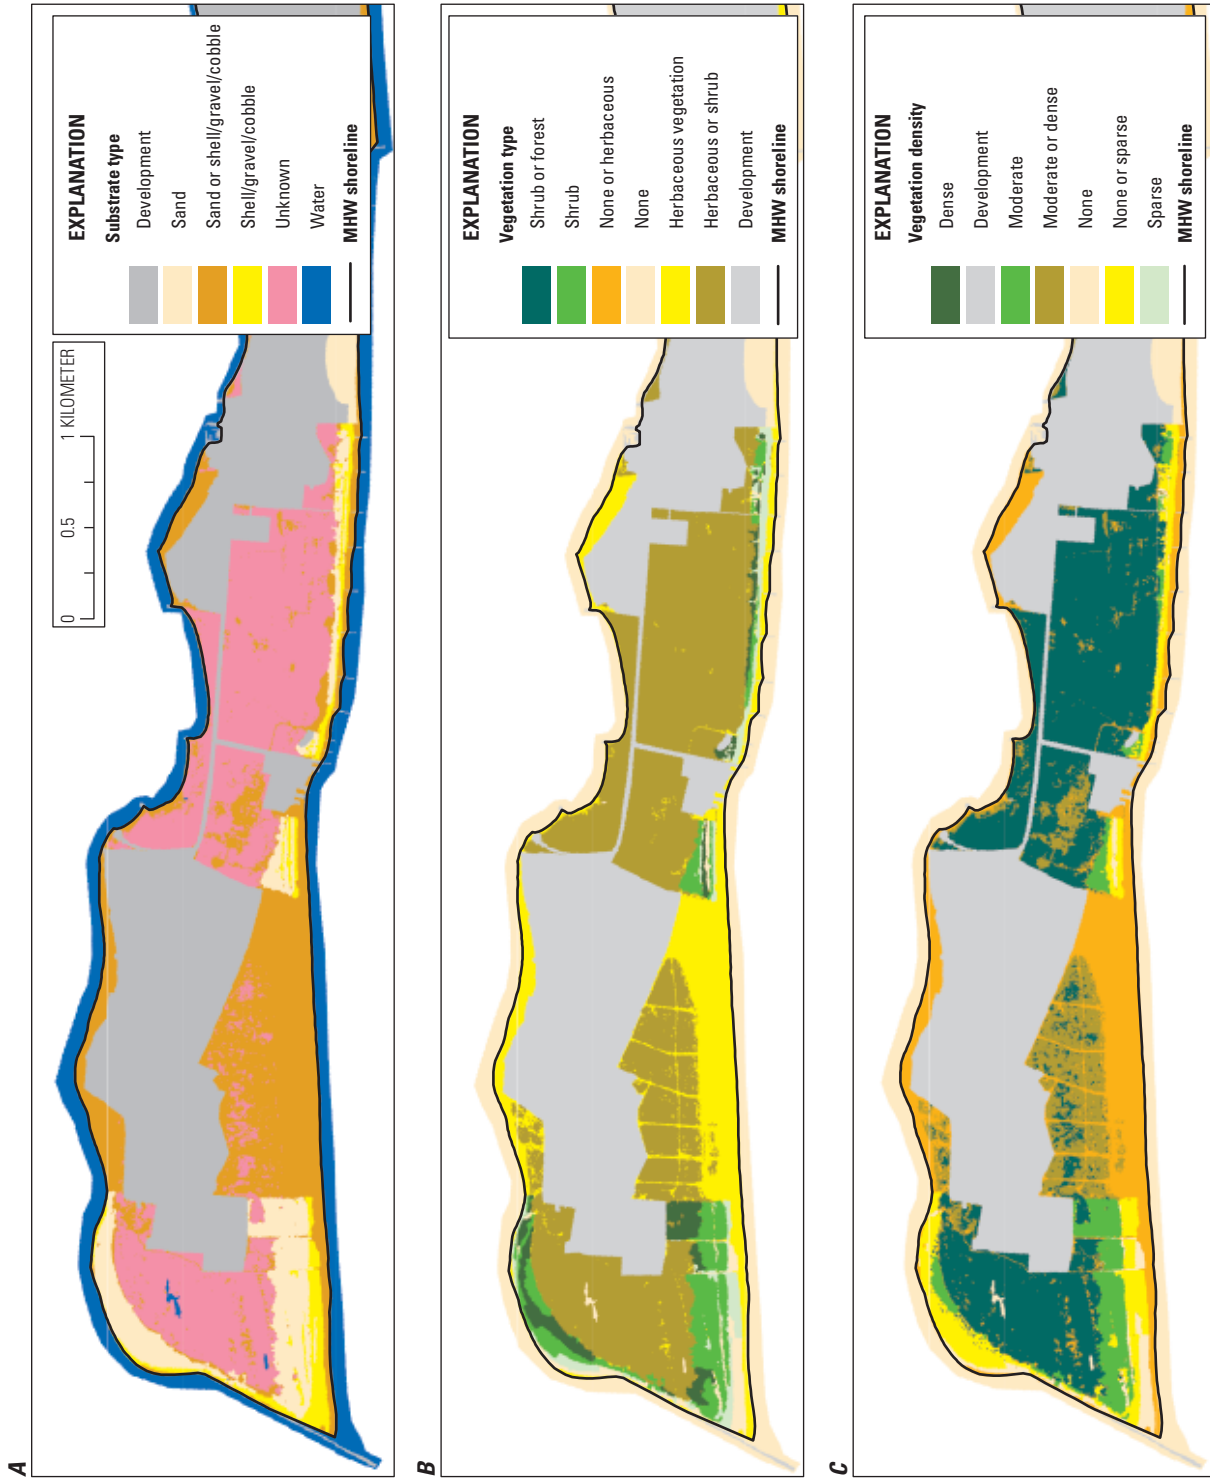 A
EXPLANATION
Substrate type
Development
Sand
Sand or shell/gravel/cobble
Shell/gravel/cobble
Unknown
Water
MHW shoreline
0 0.5 1 KILOMETER
B
EXPLANATION
Vegetation type
Shrub or forest
Shrub
None or herbaceous
None
Herbaceous vegetation
Herbaceous or shrub
Development
MHW shoreline
C
EXPLANATION
Vegetation density
Dense
Development
Moderate
Moderate or dense
None
None or sparse
Sparse
MHW shoreline